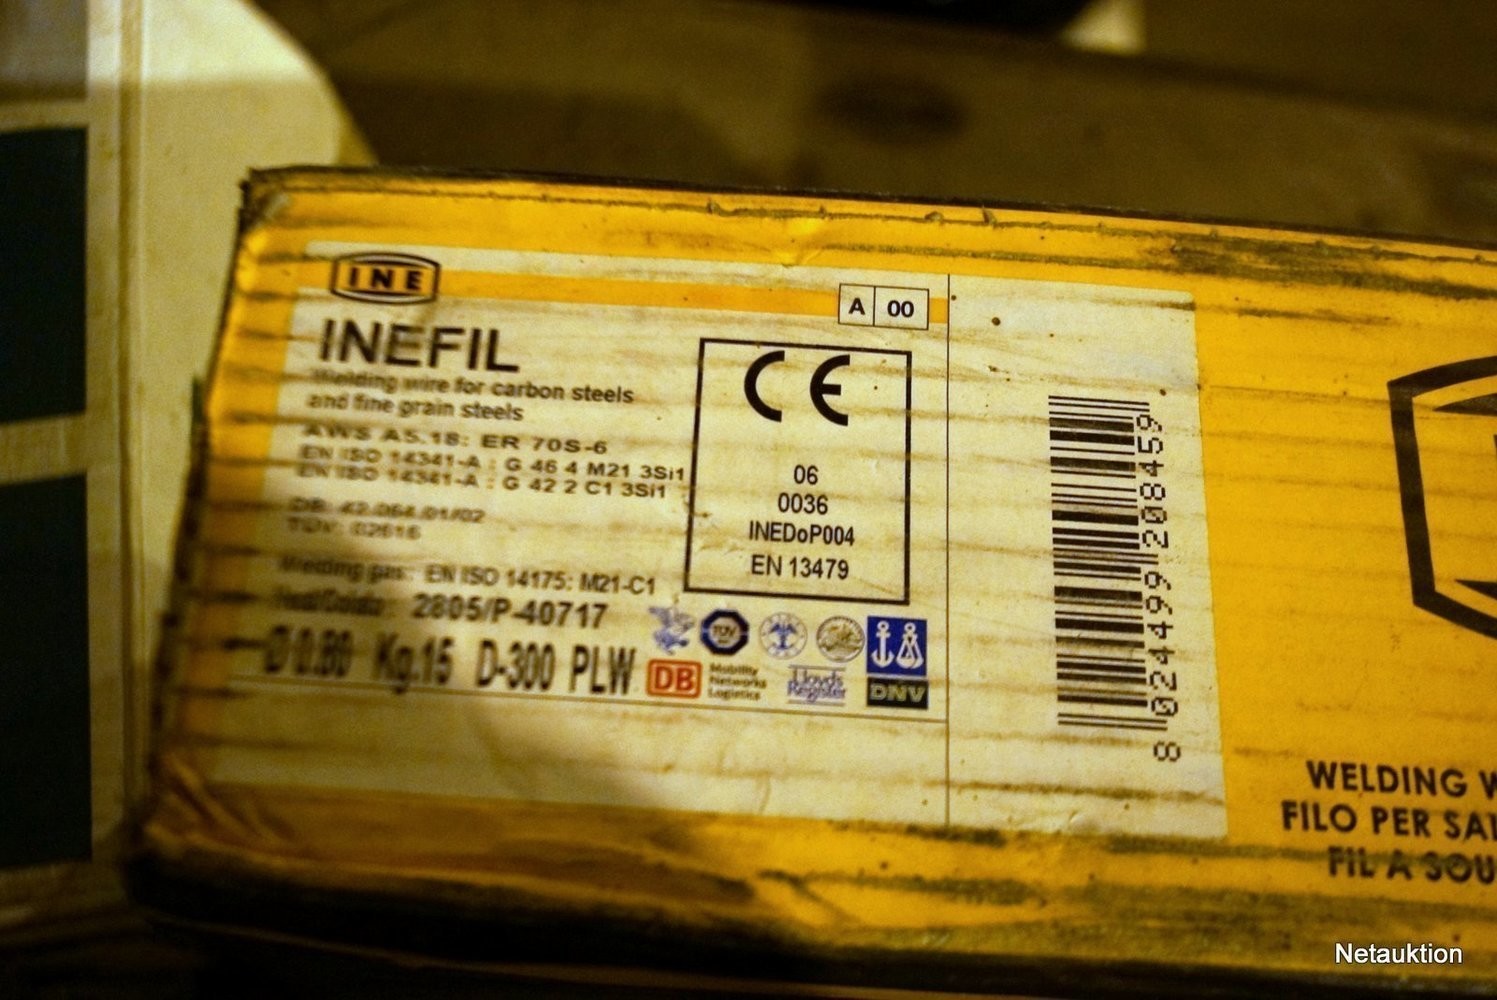 INE
A 00
INEFIL
Welding wire for carbon steels
and fine grain steels
AWS A5.18: ER 70S-6
EN ISO 14341-A : G 46 4 M21 3Si1
EN ISO 14341-A : G 42 2 C1 3Si1
DB: 42.064.01/02
TÜV: 02616
Welding gas: EN ISO 14175: M21-C1
2805/P-40717
Ø 0.80 Kg.15 D-300 PLW
CE
06
0036
INEDoP004
EN 13479
TÜV
DB
Mobility
Networks
Logistics
Lloyds
Register
DNV
8 024499 208459
WELDING W
FILO PER SAL
FIL A SOU
Netauktion